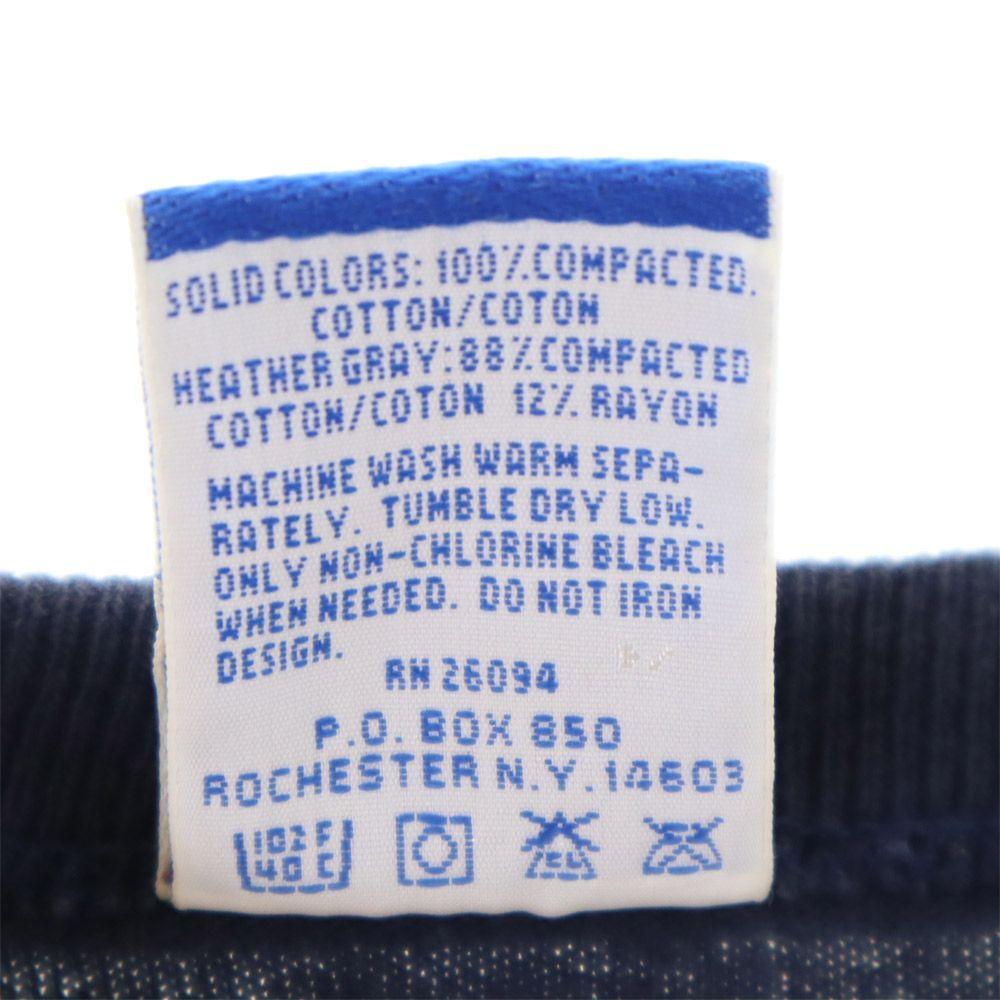 SOLID COLORS: 100% COMPACTED.
COTTON/COTON
HEATHER GRAY: 88% COMPACTED
COTTON/COTON 12% RAYON
MACHINE WASH WARM SEPA-
RATELY. TUMBLE DRY LOW.
ONLY NON-CHLORINE BLEACH
WHEN NEEDED. DO NOT IRON
DESIGN.
RN 26094
P.O. BOX 850
ROCHESTER N.Y. 14603
102 F
40 C
CL